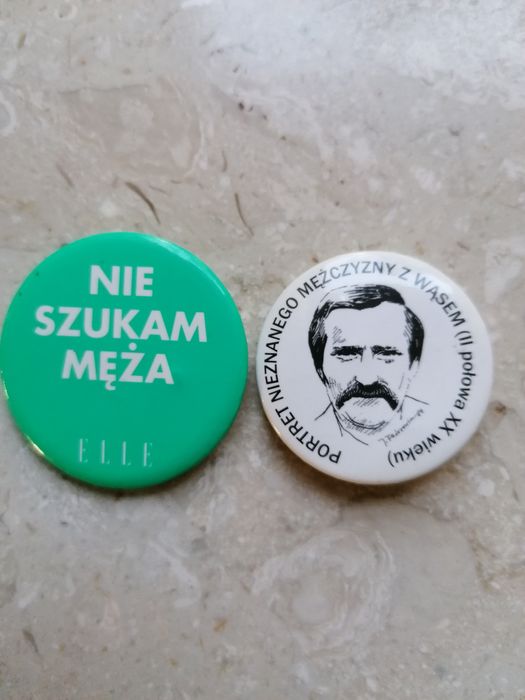 NIE
SZUKAM
MĘŻA
ELLE
PORTRET NIEZNANEGO MĘŻCZYZNY Z WĄSEM (II połowa XX wieku)